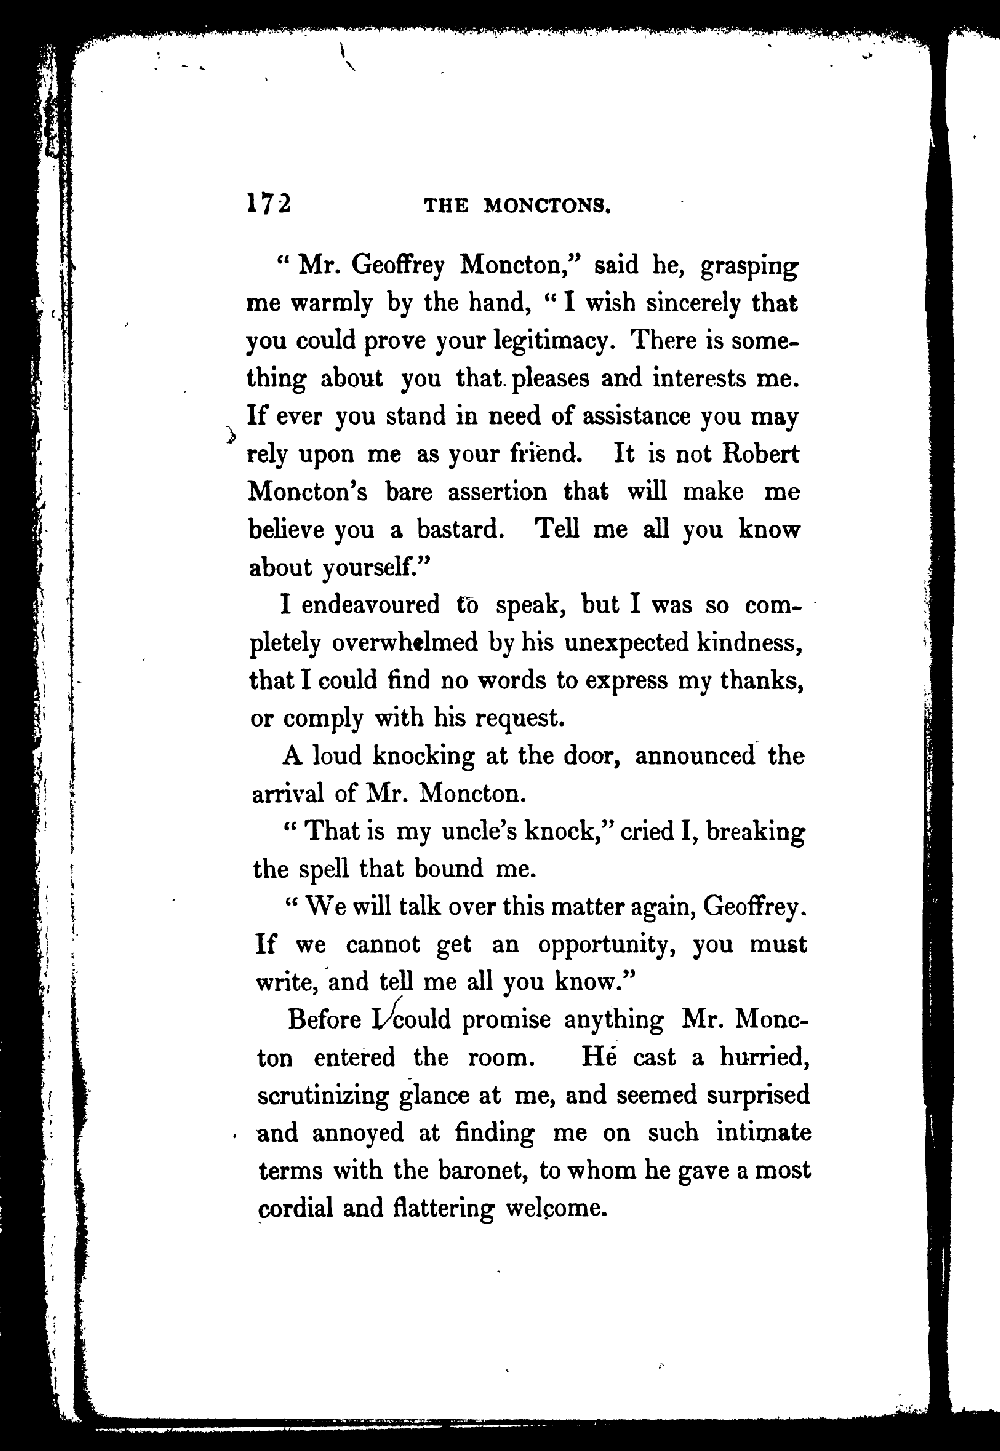 172 THE MONCTONS.
“ Mr. Geoffrey Moncton,” said he, grasping
me warmly by the hand, “ I wish sincerely that
you could prove your legitimacy. There is some-
thing about you that pleases and interests me.
If ever you stand in need of assistance you may
rely upon me as your friend. It is not Robert
Moncton’s bare assertion that will make me
believe you a bastard. Tell me all you know
about yourself.”
I endeavoured to speak, but I was so com-
pletely overwhelmed by his unexpected kindness,
that I could find no words to express my thanks,
or comply with his request.
A loud knocking at the door, announced the
arrival of Mr. Moncton.
“ That is my uncle’s knock,” cried I, breaking
the spell that bound me.
“ We will talk over this matter again, Geoffrey.
If we cannot get an opportunity, you must
write, and tell me all you know.”
Before I could promise anything Mr. Monc-
ton entered the room. He cast a hurried,
scrutinizing glance at me, and seemed surprised
and annoyed at finding me on such intimate
terms with the baronet, to whom he gave a most
cordial and flattering welcome.